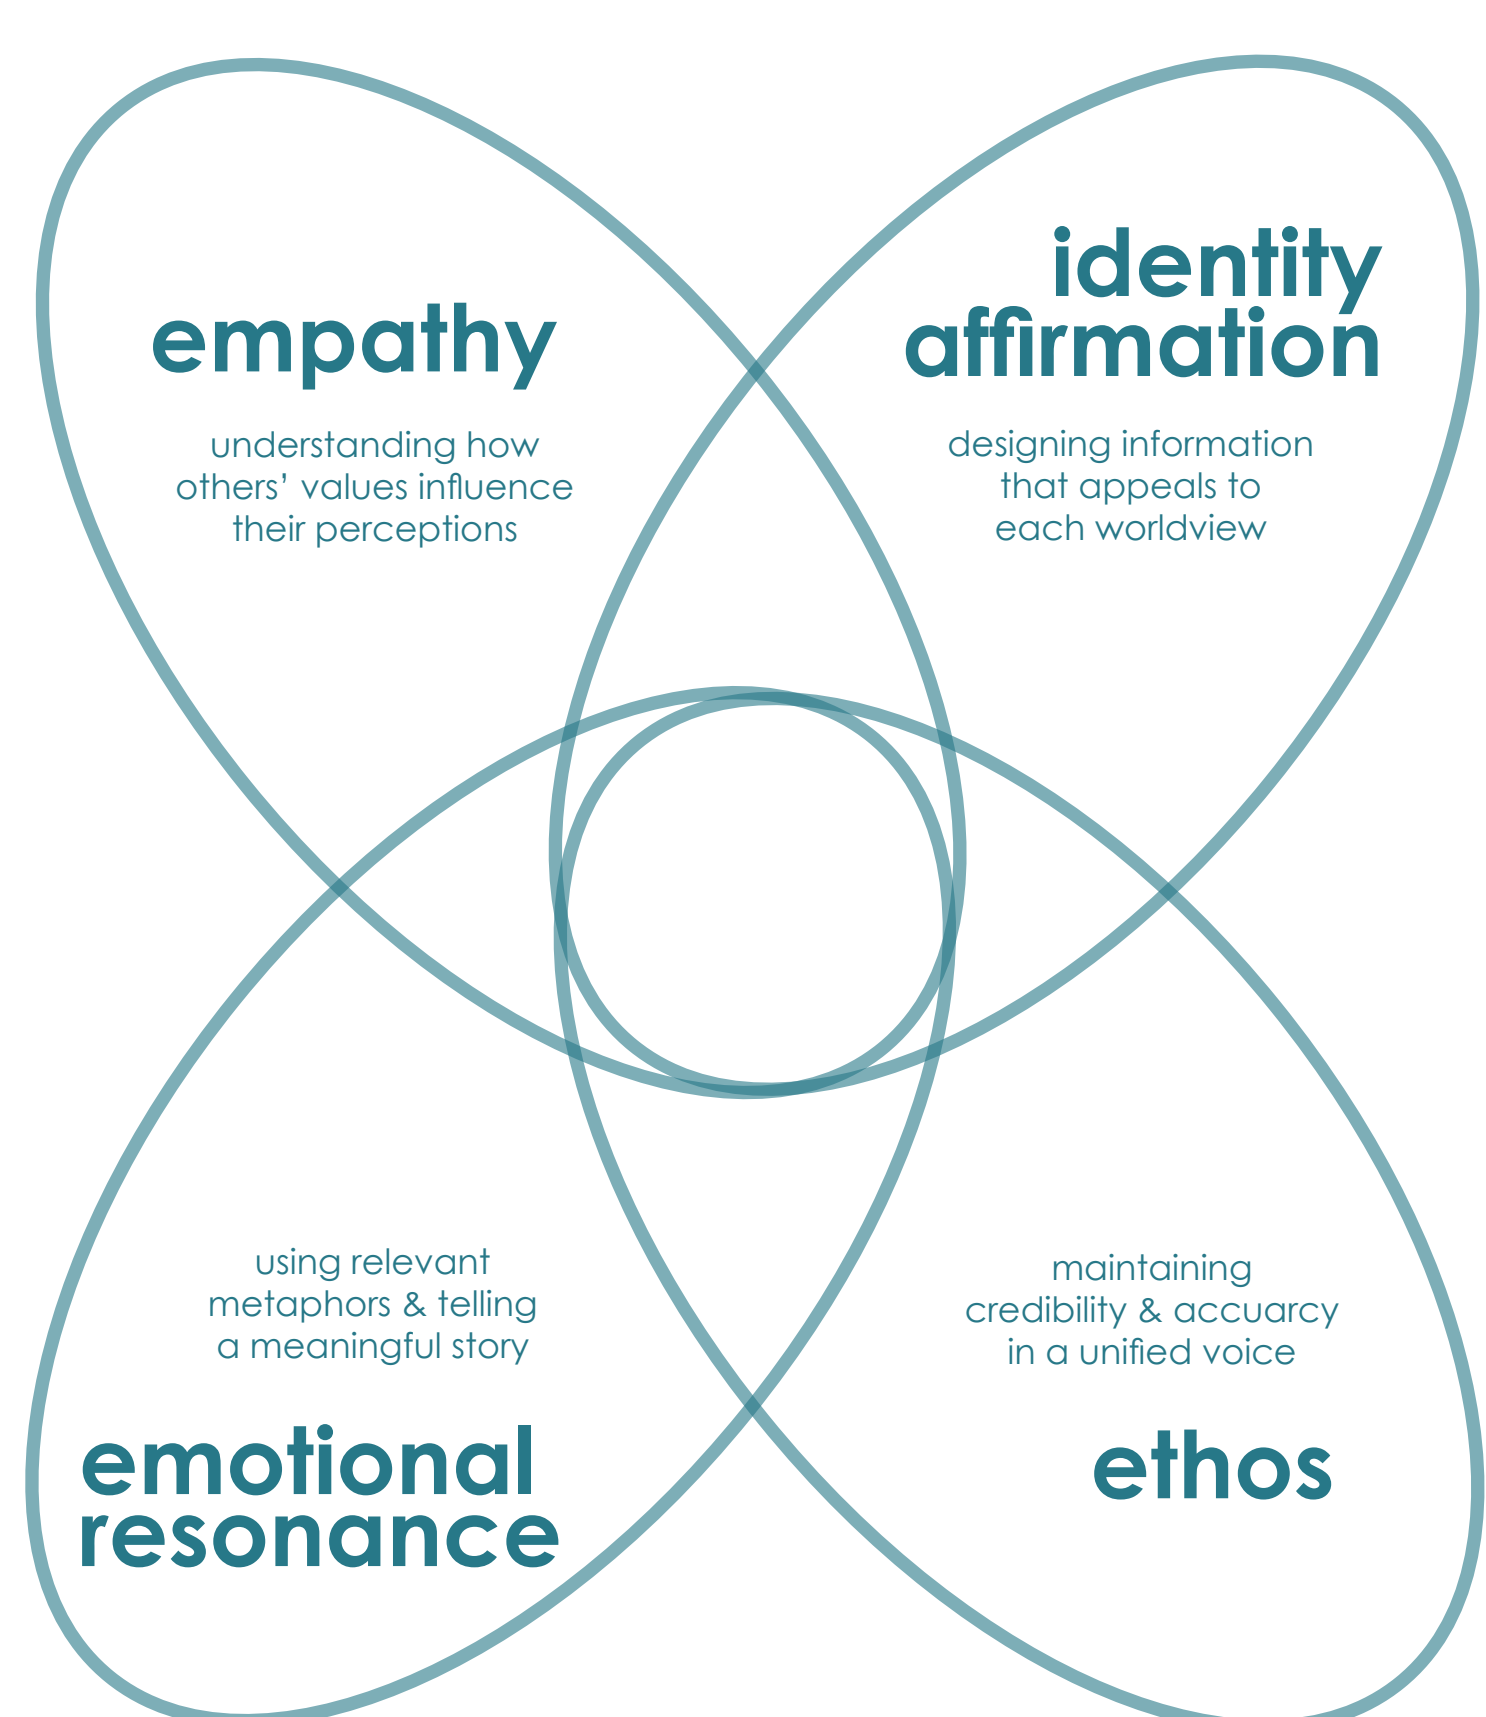 empathy
understanding how
others’ values influence
their perceptions
identity
affirmation
designing information
that appeals to
each worldview
using relevant
metaphors & telling
a meaningful story
emotional
resonance
maintaining
credibility & accuarcy
in a unified voice
ethos